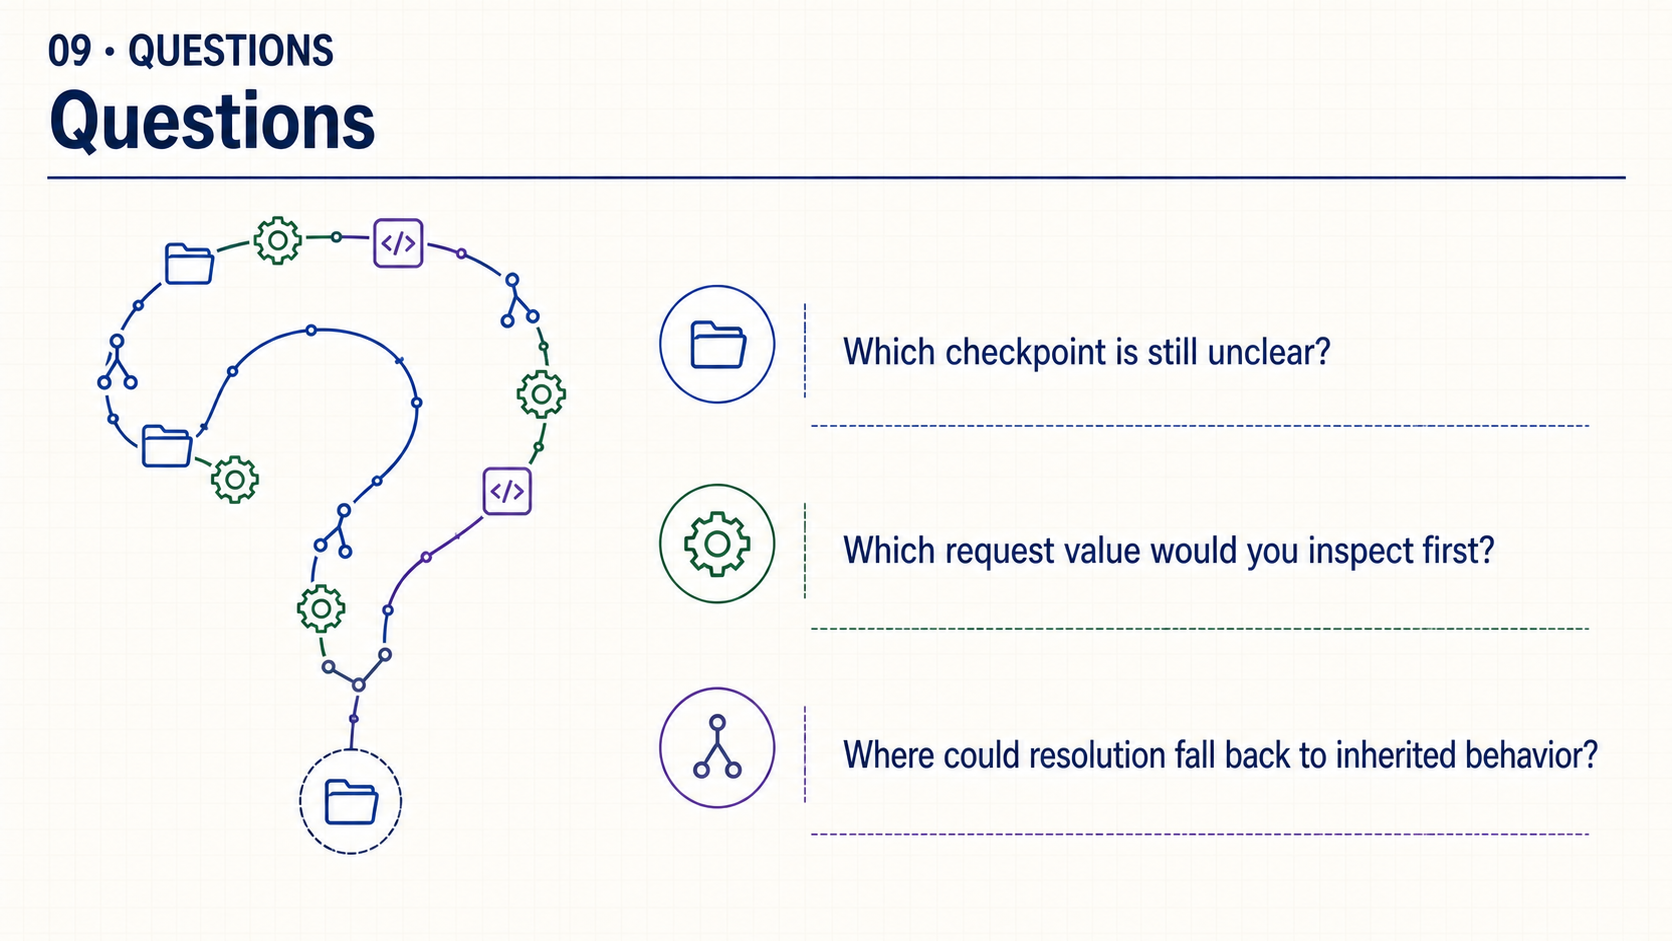 09 · QUESTIONS
Questions
</>
</>
Which checkpoint is still unclear?
Which request value would you inspect first?
Where could resolution fall back to inherited behavior?